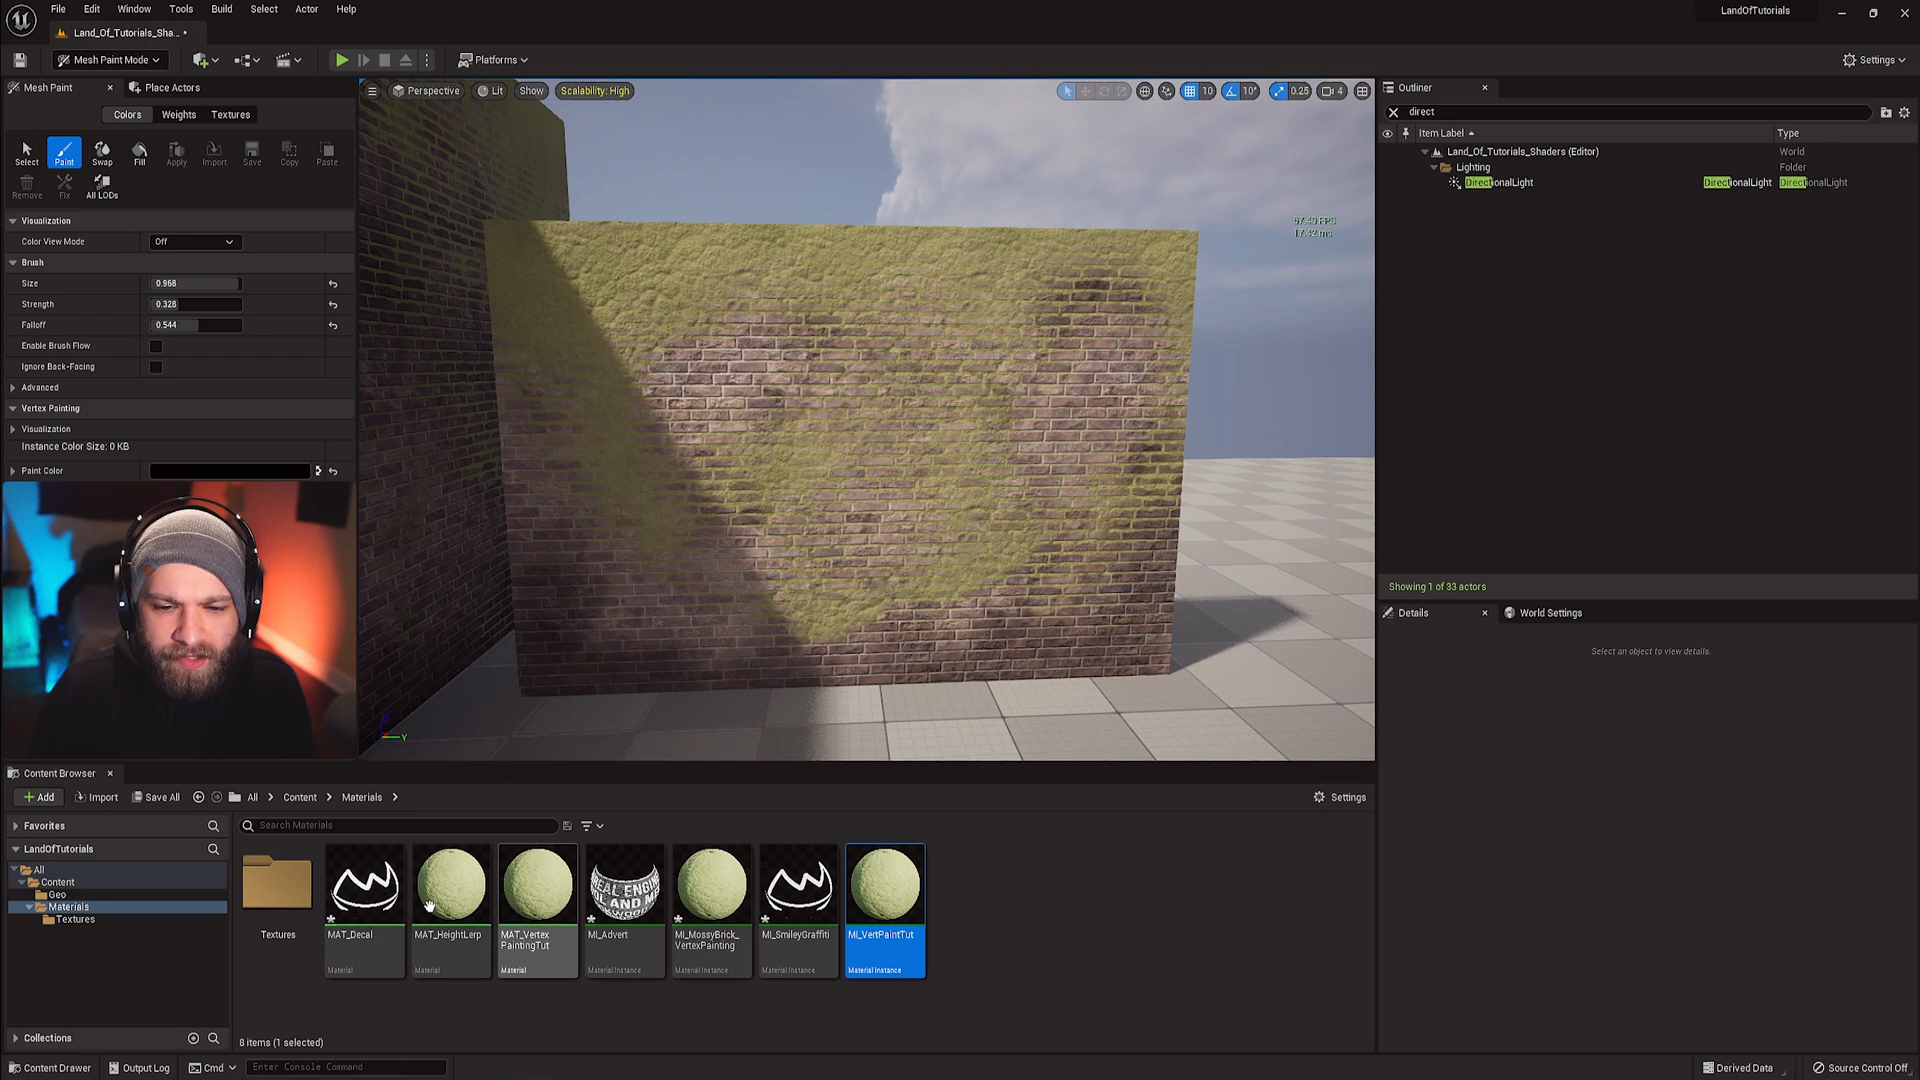 File Edit Window Tools Build Select Actor Help
LandOfTutorials
Land_Of_Tutorials_Sha... •
Mesh Paint Mode
Platforms
Settings
Mesh Paint
Place Actors
Colors Weights Textures
Select Paint Swap Fill Apply Import Save Copy Paste
Remove Fix All LODs
Visualization
Color View Mode Off
Brush
Size 0.968
Strength 0.328
Falloff 0.544
Enable Brush Flow
Ignore Back-Facing
Advanced
Vertex Painting
Visualization
Instance Color Size: 0 KB
Paint Color
Perspective Lit Show Scalability: High
10 10° 0.25 4
57.40 FPS
17.42 ms
Z
Y
Outliner
direct
Item Label Type
Land_Of_Tutorials_Shaders (Editor) World
Lighting Folder
DirectionalLight DirectionalLight DirectionalLight
Showing 1 of 33 actors
Details
World Settings
Select an object to view details.
Content Browser
Add Import Save All All Content Materials Settings
Favorites
Search Materials
LandOfTutorials
All
Content
Geo
Materials
Textures
Collections
Textures
MAT_Decal
Material
MAT_HeightLerp
Material
MAT_Vertex
PaintingTut
Material
MI_Advert
Material Instance
MI_MossyBrick_
VertexPainting
Material Instance
MI_SmileyGraffiti
Material Instance
MI_VertPaintTut
Material Instance
8 items (1 selected)
Content Drawer Output Log Cmd Enter Console Command
Derived Data Source Control Off